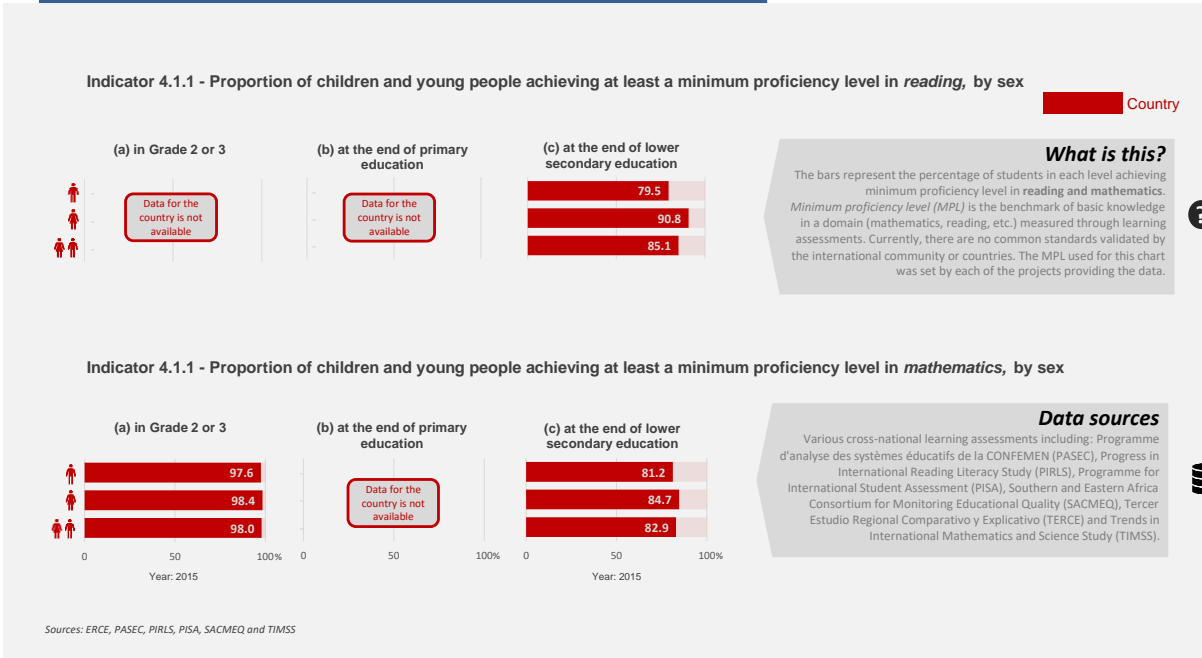 Indicator 4.1.1 - Proportion of children and young people achieving at least a minimum proficiency level in reading, by sex
Country
(a) in Grade 2 or 3
Data for the
country is not
available
(b) at the end of primary
education
Data for the
country is not
available
(c) at the end of lower
secondary education
79.5
90.8
85.1
What is this?
The bars represent the percentage of students in each level achieving
minimum proficiency level in reading and mathematics.
Minimum proficiency level (MPL) is the benchmark of basic knowledge
in a domain (mathematics, reading, etc.) measured through learning
assessments. Currently, there are no common standards validated by
the international community or countries. The MPL used for this chart
was set by each of the projects providing the data.
?
Indicator 4.1.1 - Proportion of children and young people achieving at least a minimum proficiency level in mathematics, by sex
(a) in Grade 2 or 3
97.6
98.4
98.0
0 50 100%
Year: 2015
(b) at the end of primary
education
Data for the
country is not
available
0 50 100%
(c) at the end of lower
secondary education
81.2
84.7
82.9
0 50 100%
Year: 2015
Data sources
Various cross-national learning assessments including: Programme
d'analyse des systèmes éducatifs de la CONFEMEN (PASEC), Progress in
International Reading Literacy Study (PIRLS), Programme for
International Student Assessment (PISA), Southern and Eastern Africa
Consortium for Monitoring Educational Quality (SACMEQ), Tercer
Estudio Regional Comparativo y Explicativo (TERCE) and Trends in
International Mathematics and Science Study (TIMSS).
Sources: ERCE, PASEC, PIRLS, PISA, SACMEQ and TIMSS